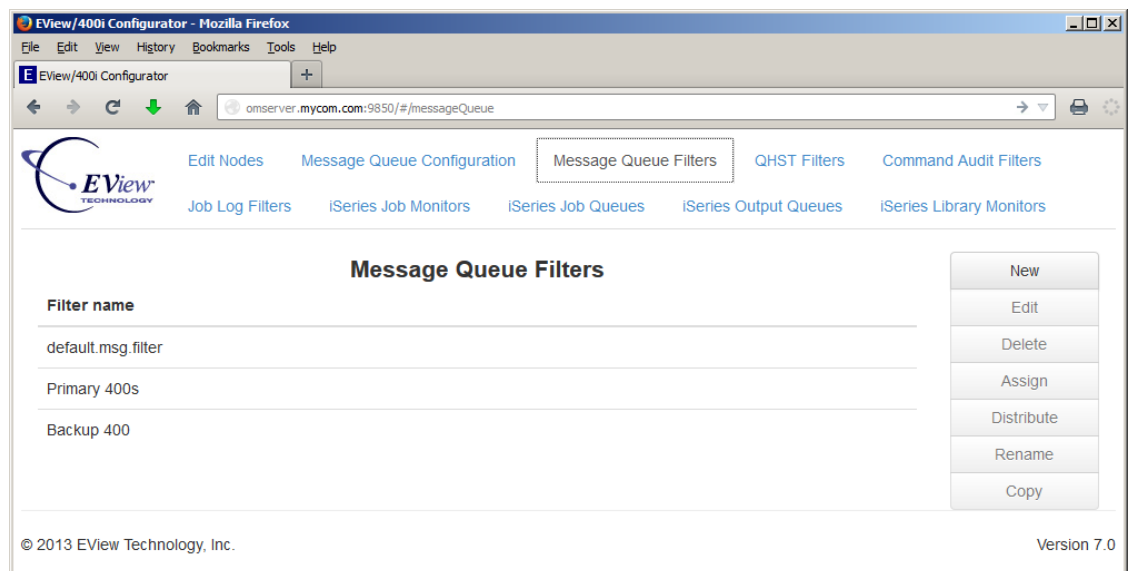 EView/400i Configurator - Mozilla Firefox
File Edit View History Bookmarks Tools Help
E EView/400i Configurator +
omserver.mycom.com:9850/#/messageQueue
EView
TECHNOLOGY
Edit Nodes Message Queue Configuration Message Queue Filters QHST Filters Command Audit Filters
Job Log Filters iSeries Job Monitors iSeries Job Queues iSeries Output Queues iSeries Library Monitors
Message Queue Filters
Filter name
default.msg.filter
Primary 400s
Backup 400
New
Edit
Delete
Assign
Distribute
Rename
Copy
© 2013 EView Technology, Inc. Version 7.0